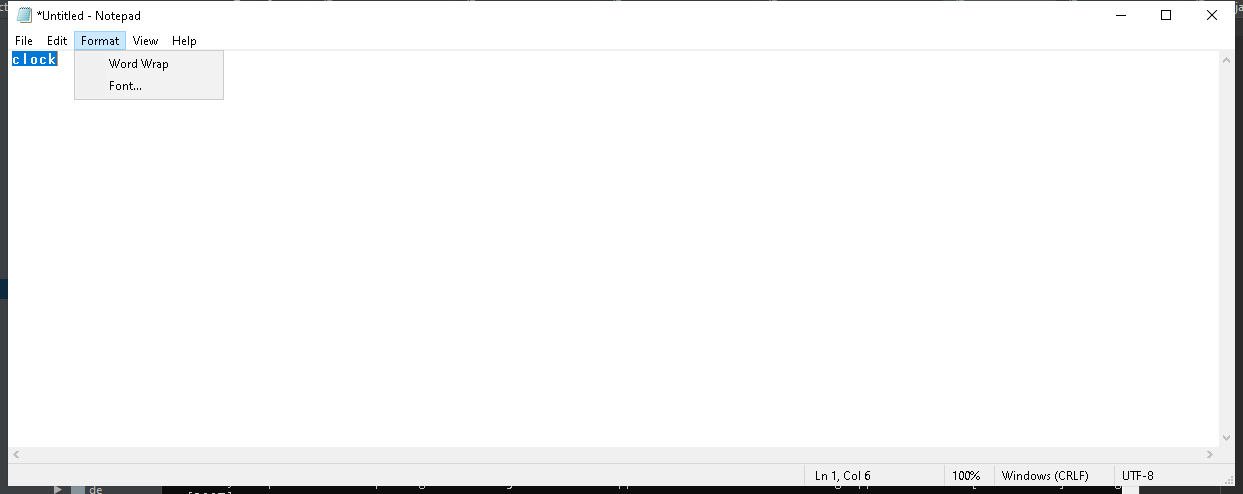 *Untitled - Notepad
File Edit Format View Help
clock
Word Wrap
Font...
Ln 1, Col 6 100% Windows (CRLF) UTF-8
de